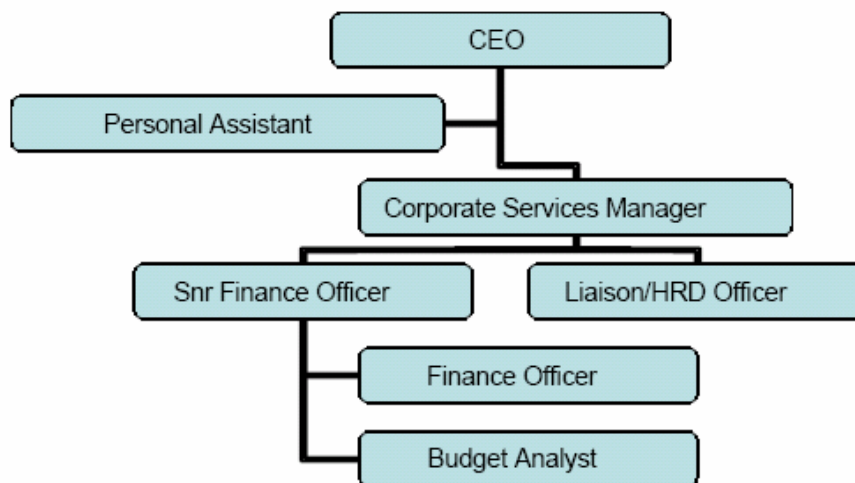 CEO
Personal Assistant
Corporate Services Manager
Snr Finance Officer
Liaison/HRD Officer
Finance Officer
Budget Analyst